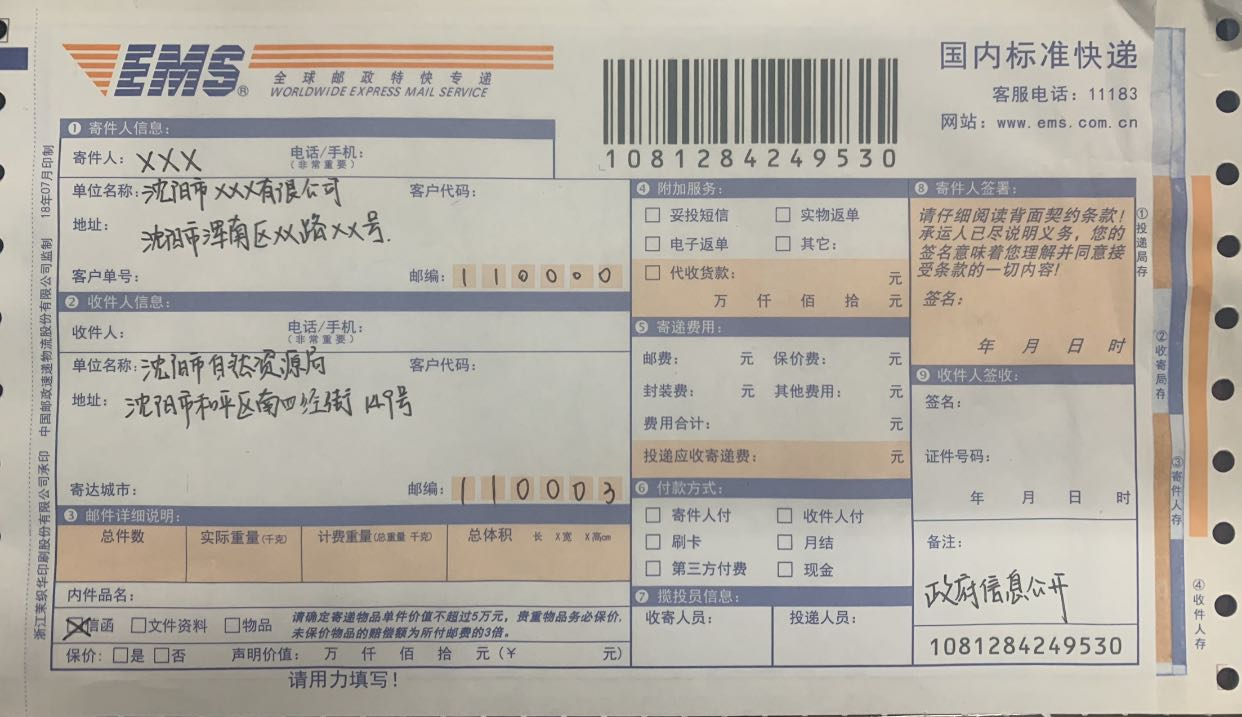 EMS®
全球邮政特快专递
WORLDWIDE EXPRESS MAIL SERVICE
1081284249530
国内标准快递
客服电话：11183
网站：www.ems.com.cn
① 寄件人信息：
寄件人：XXX 电话/手机：
（非常重要）
单位名称：沈阳市XXX有限公司 客户代码：
地址：沈阳市浑南区XX路XX号.
客户单号： 邮编：110000
② 收件人信息：
收件人： 电话/手机：
（非常重要）
单位名称：沈阳市自然资源局 客户代码：
地址：沈阳市和平区南四经街149号
寄达城市： 邮编：110003
③ 邮件详细说明：
总件数 实际重量(千克) 计费重量(总重量 千克) 总体积 长 X宽 X高cm
内件品名：
信函 文件资料 物品
请确定寄递物品单件价值不超过5万元，贵重物品务必保价，
未保价物品的赔偿额为所付邮费的3倍。
保价：是 否 声明价值： 万 仟 佰 拾 元（￥ 元）
请用力填写！
④ 附加服务：
妥投短信 实物返单
电子返单 其它：
代收货款： 元
万 仟 佰 拾 元
⑤ 寄递费用：
邮费： 元 保价费： 元
封装费： 元 其他费用： 元
费用合计： 元
投递应收寄递费： 元
⑥ 付款方式：
寄件人付 收件人付
刷卡 月结
第三方付费 现金
⑦ 揽投员信息：
收寄人员： 投递人员：
⑧ 寄件人签署：
请仔细阅读背面契约条款！
承运人已尽说明义务，您的
签名意味着您理解并同意接
受条款的一切内容！
签名：
年 月 日 时
⑨ 收件人签收：
签名：
证件号码：
年 月 日 时
备注：
政府信息公开
1081284249530
①投递局存
②收寄局存
③寄件人存
④收件人存
浙江茉织华印刷股份有限公司承印 中国邮政速递物流股份有限公司监制 18年07月印制